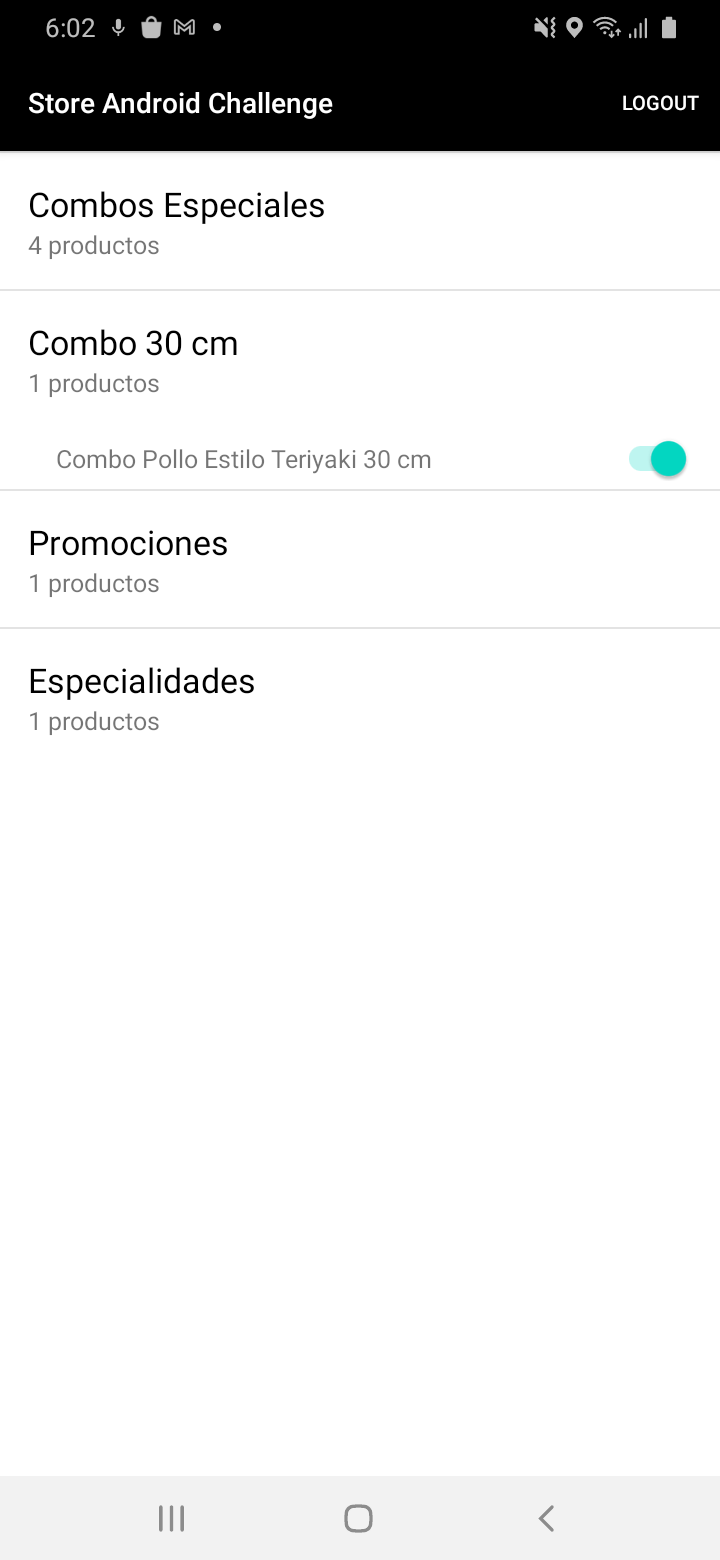 6:02
Store Android Challenge
LOGOUT
Combos Especiales
4 productos
Combo 30 cm
1 productos
Combo Pollo Estilo Teriyaki 30 cm
Promociones
1 productos
Especialidades
1 productos